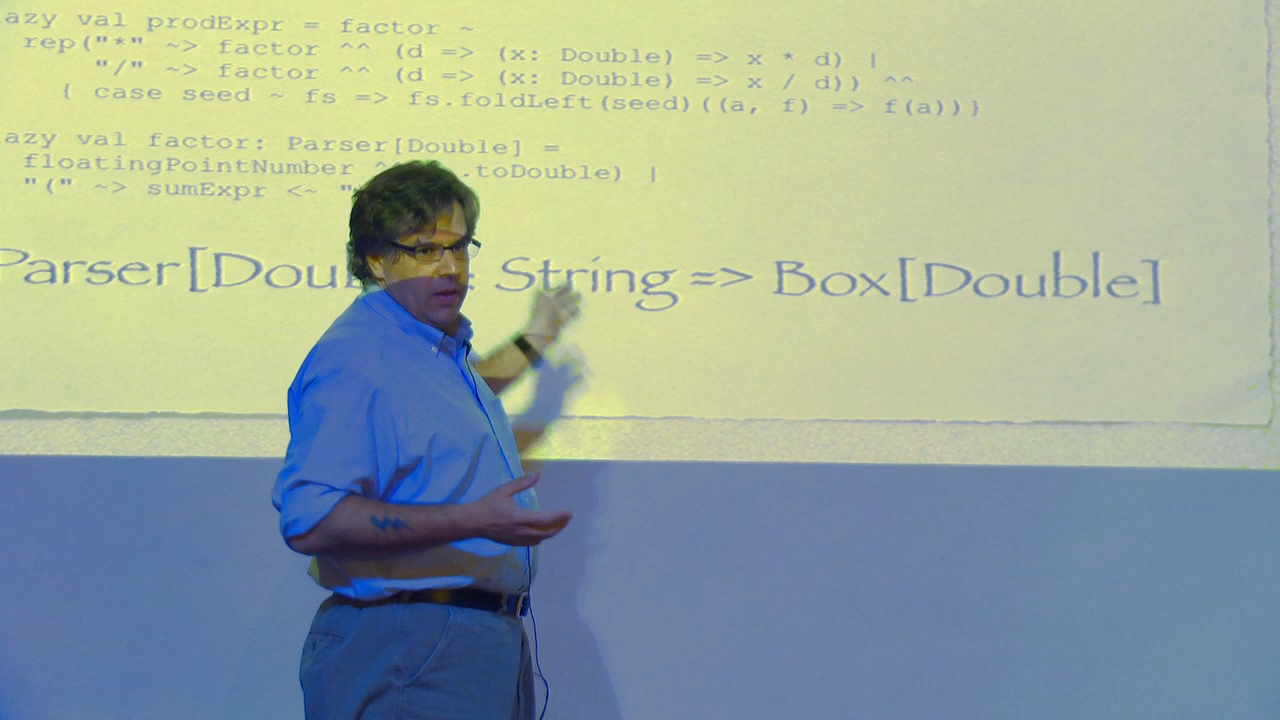 azy val prodExpr = factor ~
rep("*" ~> factor ^^ (d => (x: Double) => x * d) |
"/" ~> factor ^^ (d => (x: Double) => x / d)) ^^
{ case seed ~ fs => fs.foldLeft(seed)((a, f) => f(a))}
azy val factor: Parser[Double] =
floatingPointNumber ^ .toDouble) |
"(" ~> sumExpr <~ "
Parser[Dou : String => Box[Double]